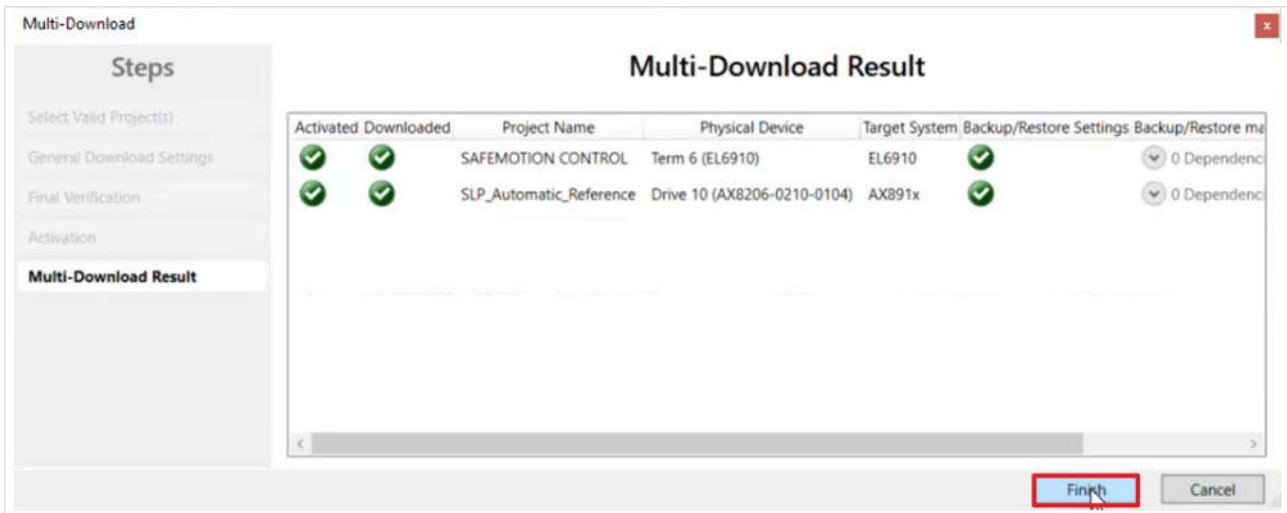 Multi-Download
x
Steps
Multi-Download Result
Select Valid Project(s)
General Download Settings
Final Verification
Activation
Multi-Download Result
Activated Downloaded Project Name Physical Device Target System Backup/Restore Settings Backup/Restore ma
SAFEMOTION CONTROL Term 6 (EL6910) EL6910 0 Dependenc
SLP_Automatic_Reference Drive 10 (AX8206-0210-0104) AX891x 0 Dependenc
Finish Cancel